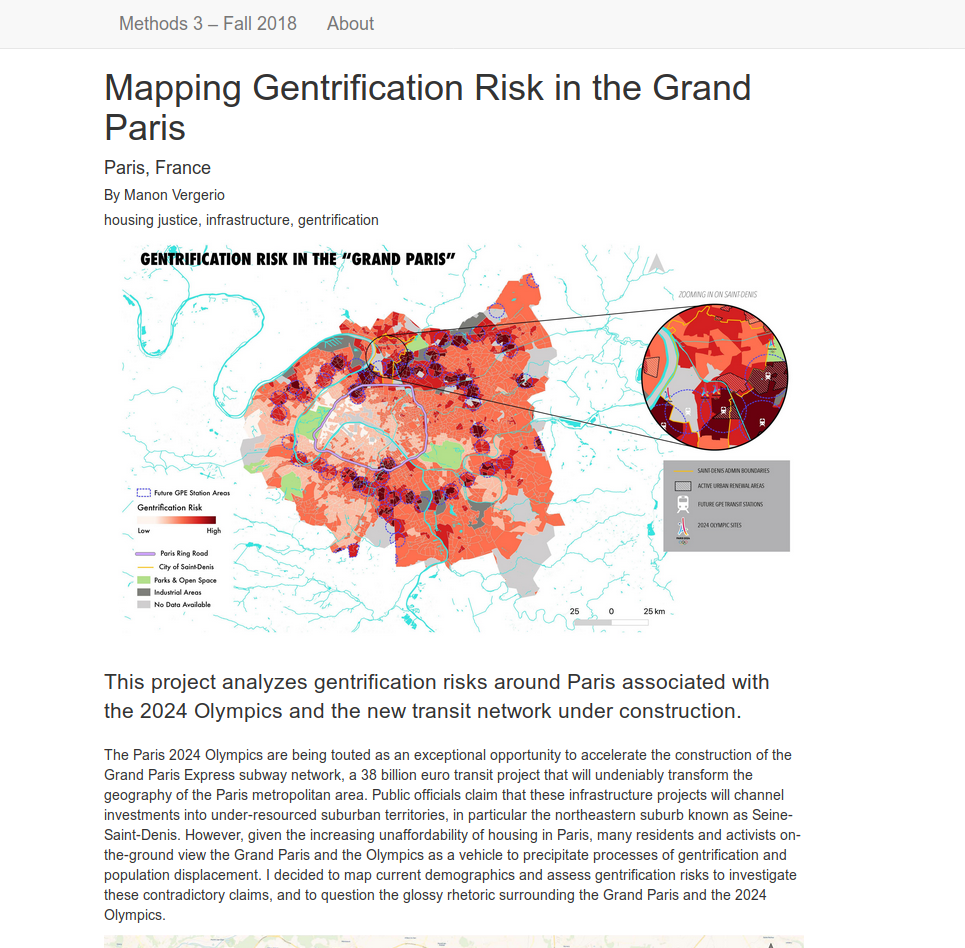 Methods 3 – Fall 2018 About
Mapping Gentrification Risk in the Grand
Paris
Paris, France
By Manon Vergerio
housing justice, infrastructure, gentrification
GENTRIFICATION RISK IN THE “GRAND PARIS”
ZOOMING IN ON SAINT-DENIS
SAINT-DENIS ADMIN BOUNDARIES
ACTIVE URBAN RENEWAL AREAS
FUTURE GPE TRANSIT STATIONS
2024 OLYMPIC SITES
Future GPE Station Areas
Gentrification Risk
Low High
Paris Ring Road
City of Saint-Denis
Parks & Open Space
Industrial Areas
No Data Available
25 0 25 km
This project analyzes gentrification risks around Paris associated with
the 2024 Olympics and the new transit network under construction.
The Paris 2024 Olympics are being touted as an exceptional opportunity to accelerate the construction of the
Grand Paris Express subway network, a 38 billion euro transit project that will undeniably transform the
geography of the Paris metropolitan area. Public officials claim that these infrastructure projects will channel
investments into under-resourced suburban territories, in particular the northeastern suburb known as Seine-
Saint-Denis. However, given the increasing unaffordability of housing in Paris, many residents and activists on-
the-ground view the Grand Paris and the Olympics as a vehicle to precipitate processes of gentrification and
population displacement. I decided to map current demographics and assess gentrification risks to investigate
these contradictory claims, and to question the glossy rhetoric surrounding the Grand Paris and the 2024
Olympics.